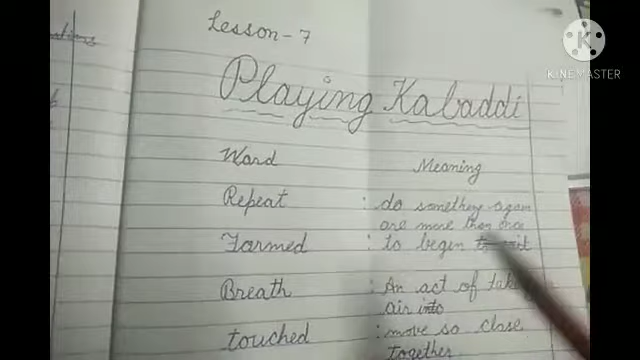 Lesson-7
KINEMASTER
Playing Kabaddi
Word Meaning
Repeat : do something again
are more then once
Formed : to begin
Breath : An act of taking
air into
touched : move so close
together